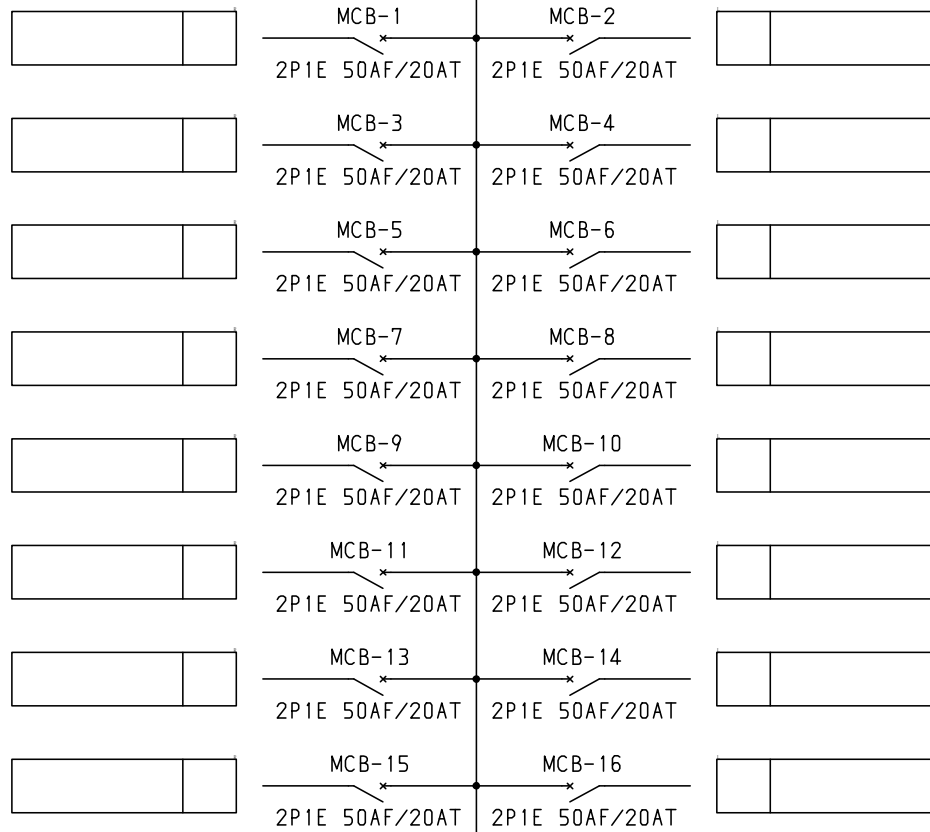 MCB-1 MCB-2
2P1E 50AF/20AT 2P1E 50AF/20AT
MCB-3 MCB-4
2P1E 50AF/20AT 2P1E 50AF/20AT
MCB-5 MCB-6
2P1E 50AF/20AT 2P1E 50AF/20AT
MCB-7 MCB-8
2P1E 50AF/20AT 2P1E 50AF/20AT
MCB-9 MCB-10
2P1E 50AF/20AT 2P1E 50AF/20AT
MCB-11 MCB-12
2P1E 50AF/20AT 2P1E 50AF/20AT
MCB-13 MCB-14
2P1E 50AF/20AT 2P1E 50AF/20AT
MCB-15 MCB-16
2P1E 50AF/20AT 2P1E 50AF/20AT